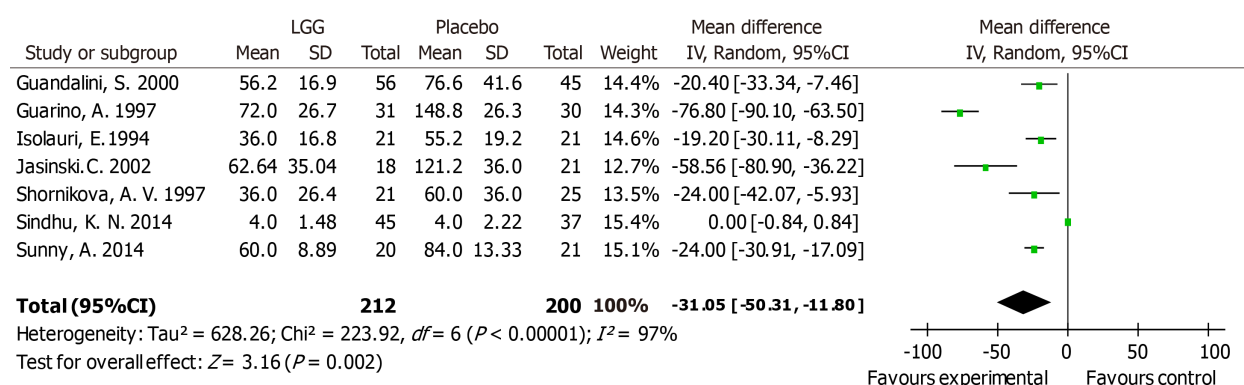 LGG Placebo Mean difference Mean difference
Study or subgroup Mean SD Total Mean SD Total Weight IV, Random, 95%CI IV, Random, 95%CI
Guandalini, S. 2000 56.2 16.9 56 76.6 41.6 45 14.4% -20.40 [-33.34, -7.46]
Guarino, A. 1997 72.0 26.7 31 148.8 26.3 30 14.3% -76.80 [-90.10, -63.50]
Isolauri, E.1994 36.0 16.8 21 55.2 19.2 21 14.6% -19.20 [-30.11, -8.29]
Jasinski.C. 2002 62.64 35.04 18 121.2 36.0 21 12.7% -58.56 [-80.90, -36.22]
Shornikova, A. V. 1997 36.0 26.4 21 60.0 36.0 25 13.5% -24.00 [-42.07, -5.93]
Sindhu, K. N. 2014 4.0 1.48 45 4.0 2.22 37 15.4% 0.00 [-0.84, 0.84]
Sunny, A. 2014 60.0 8.89 20 84.0 13.33 21 15.1% -24.00 [-30.91, -17.09]
Total (95%CI) 212 200 100% -31.05 [-50.31, -11.80]
Heterogeneity: Tau² = 628.26; Chi² = 223.92, df = 6 (P < 0.00001); I² = 97%
Test for overall effect: Z = 3.16 (P = 0.002)
-100 -50 0 50 100
Favours experimental Favours control